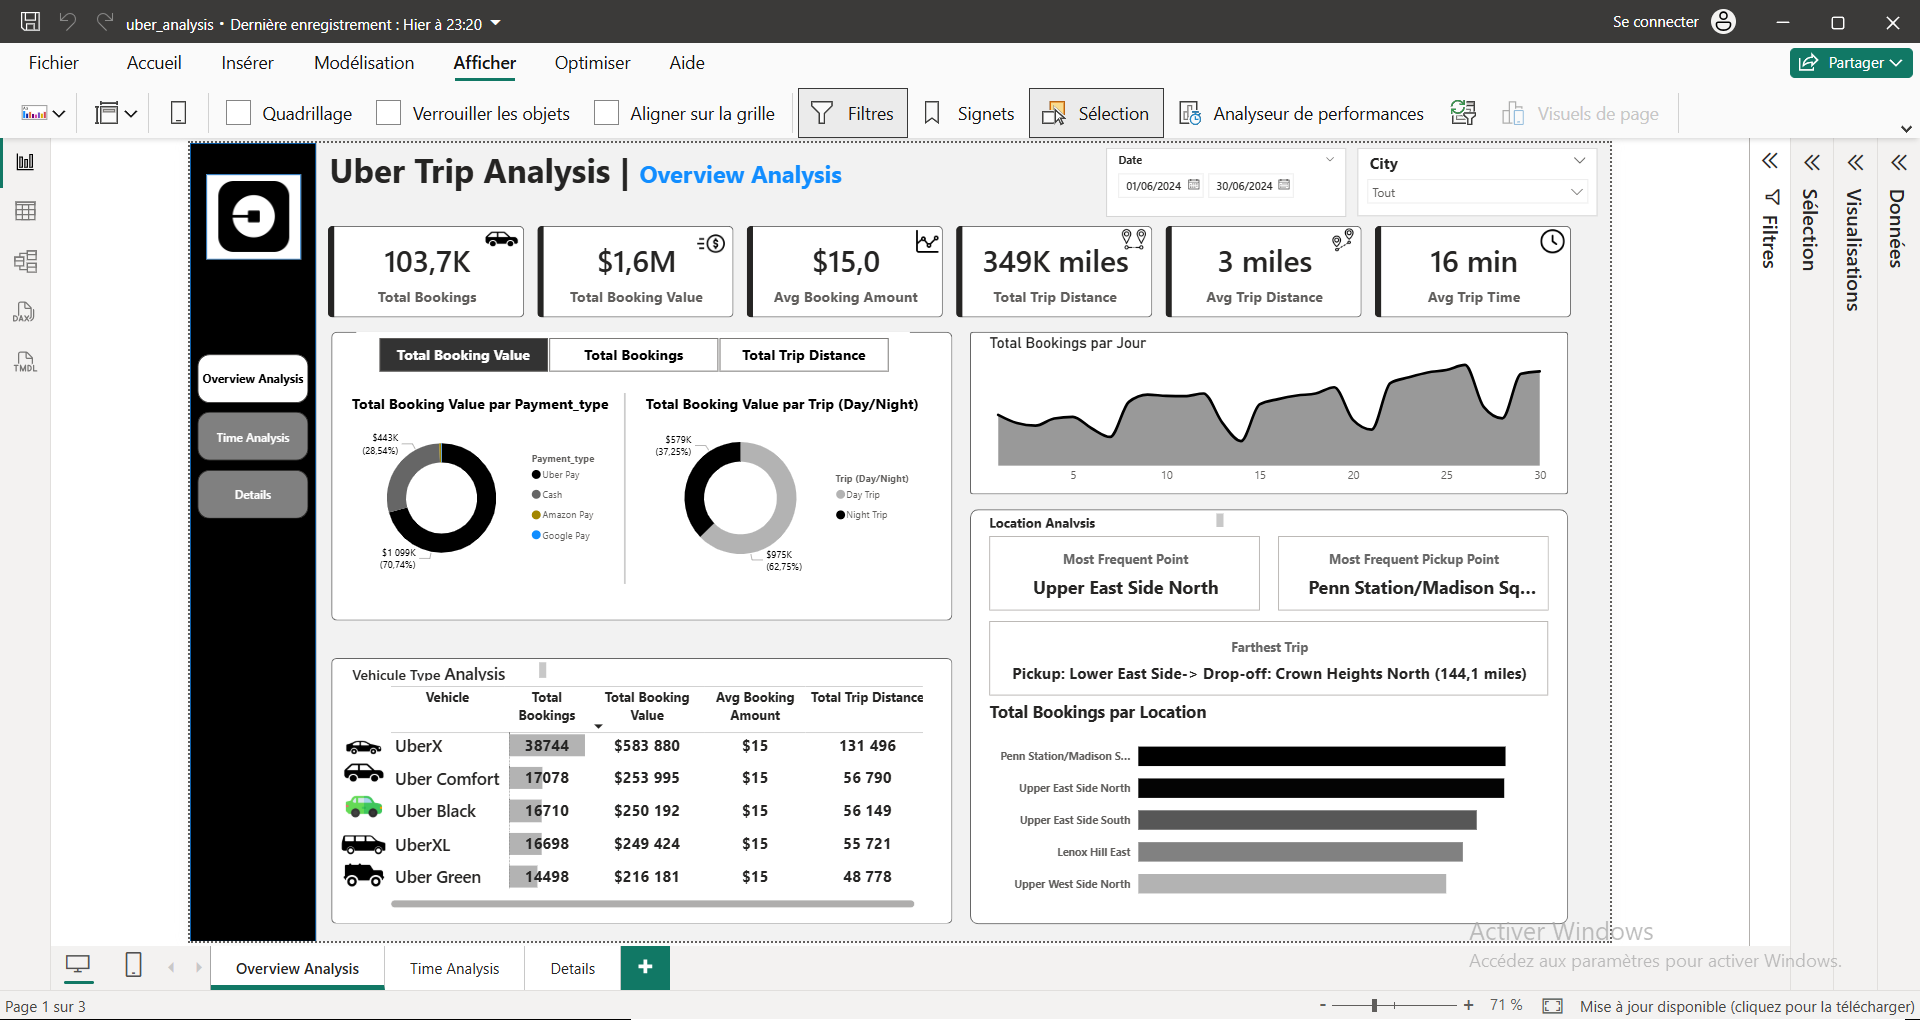 uber_analysis • Dernière enregistrement : Hier à 23:20
Se connecter
Fichier
Accueil
Insérer
Modélisation
Afficher
Optimiser
Aide
Partager
Quadrillage
Verrouiller les objets
Aligner sur la grille
Filtres
Signets
Sélection
Analyseur de performances
Visuels de page
DAX
TMDL
Uber Trip Analysis | Overview Analysis
Date
01/06/2024
30/06/2024
City
Tout
103,7K
Total Bookings
$1,6M
Total Booking Value
$15,0
Avg Booking Amount
349K miles
Total Trip Distance
3 miles
Avg Trip Distance
16 min
Avg Trip Time
Overview Analysis
Time Analysis
Details
Total Booking Value
Total Bookings
Total Trip Distance
Total Booking Value par Payment_type
$443K
(28,54%)
$1 099K
(70,74%)
Payment_type
Uber Pay
Cash
Amazon Pay
Google Pay
Total Booking Value par Trip (Day/Night)
$579K
(37,25%)
$975K
(62,75%)
Trip (Day/Night)
Day Trip
Night Trip
Total Bookings par Jour
5 10 15 20 25 30
Location Analysis
Most Frequent Point
Upper East Side North
Most Frequent Pickup Point
Penn Station/Madison Sq...
Farthest Trip
Pickup: Lower East Side-> Drop-off: Crown Heights North (144,1 miles)
Total Bookings par Location
Penn Station/Madison S...
Upper East Side North
Upper East Side South
Lenox Hill East
Upper West Side North
Vehicule Type Analysis
Vehicle
Total Bookings
Total Booking Value
Avg Booking Amount
Total Trip Distance
UberX 38744 $583 880 $15 131 496
Uber Comfort 17078 $253 995 $15 56 790
Uber Black 16710 $250 192 $15 56 149
UberXL 16698 $249 424 $15 55 721
Uber Green 14498 $216 181 $15 48 778
Filtres
Sélection
Visualisations
Données
Activer Windows
Accédez aux paramètres pour activer Windows.
Overview Analysis
Time Analysis
Details
+
Page 1 sur 3
- + 71 %
Mise à jour disponible (cliquez pour la télécharger)